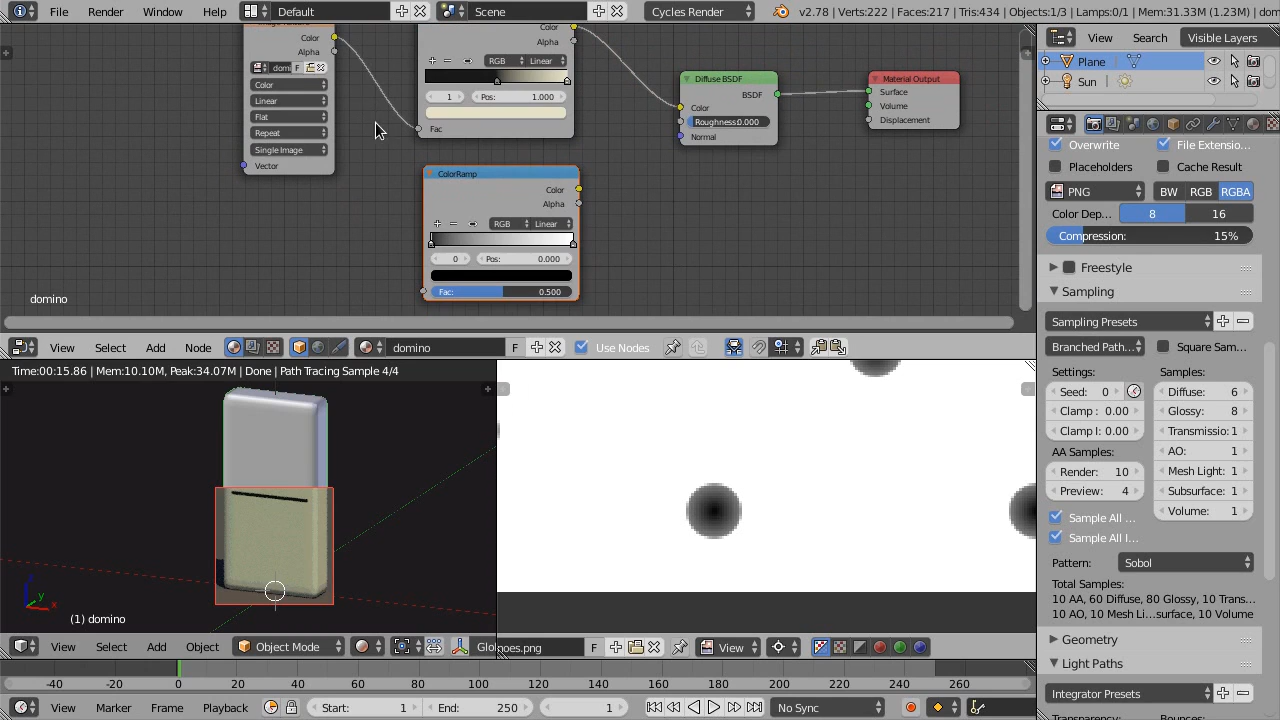 File Render Window Help Default Scene Cycles Render v2.78 | Verts:222 | Faces:217 | Tris:434 | Objects:1/3 | Lamps:0/1 | Mem:31.33M (1.23M) |
Color
Alpha
F
Color
Linear
Flat
Repeat
Single Image
Vector
Color
Alpha
RGB Linear
1 Pos: 1.000
Fac
Diffuse BSDF
BSDF
Color
Roughness:0.000
Normal
Material Output
Surface
Volume
Displacement
ColorRamp
Color
Alpha
RGB Linear
0 Pos: 0.000
Fac: 0.500
domino
View Select Add Node domino F Use Nodes
Time:00:15.86 | Mem:10.10M, Peak:34.07M | Done | Path Tracing Sample 4/4
(1) domino
View Select Add Object Object Mode
F View
-40 -20 0 20 40 60 80 100 120 140 160 180 200 220 240 260
View Marker Frame Playback Start: 1 End: 250 1 No Sync
View Search Visible Layers
Plane
Sun
Overwrite File Extensio...
Placeholders Cache Result
PNG BW RGB RGBA
Color Dep... 8 16
Compression: 15%
Freestyle
Sampling
Sampling Presets
Branched Path... Square Sam...
Settings: Samples:
Seed: 0 Diffuse: 6
Clamp : 0.00 Glossy: 8
Clamp I: 0.00 Transmissio: 1
AA Samples: AO: 1
Render: 10 Mesh Light: 1
Preview: 4 Subsurface: 1
Sample All ... Volume: 1
Sample All I...
Pattern: Sobol
Total Samples:
10 AA, 60 Diffuse, 80 Glossy, 10 Trans...
10 AO, 10 Mesh Li...surface, 10 Volume
Geometry
Light Paths
Integrator Presets